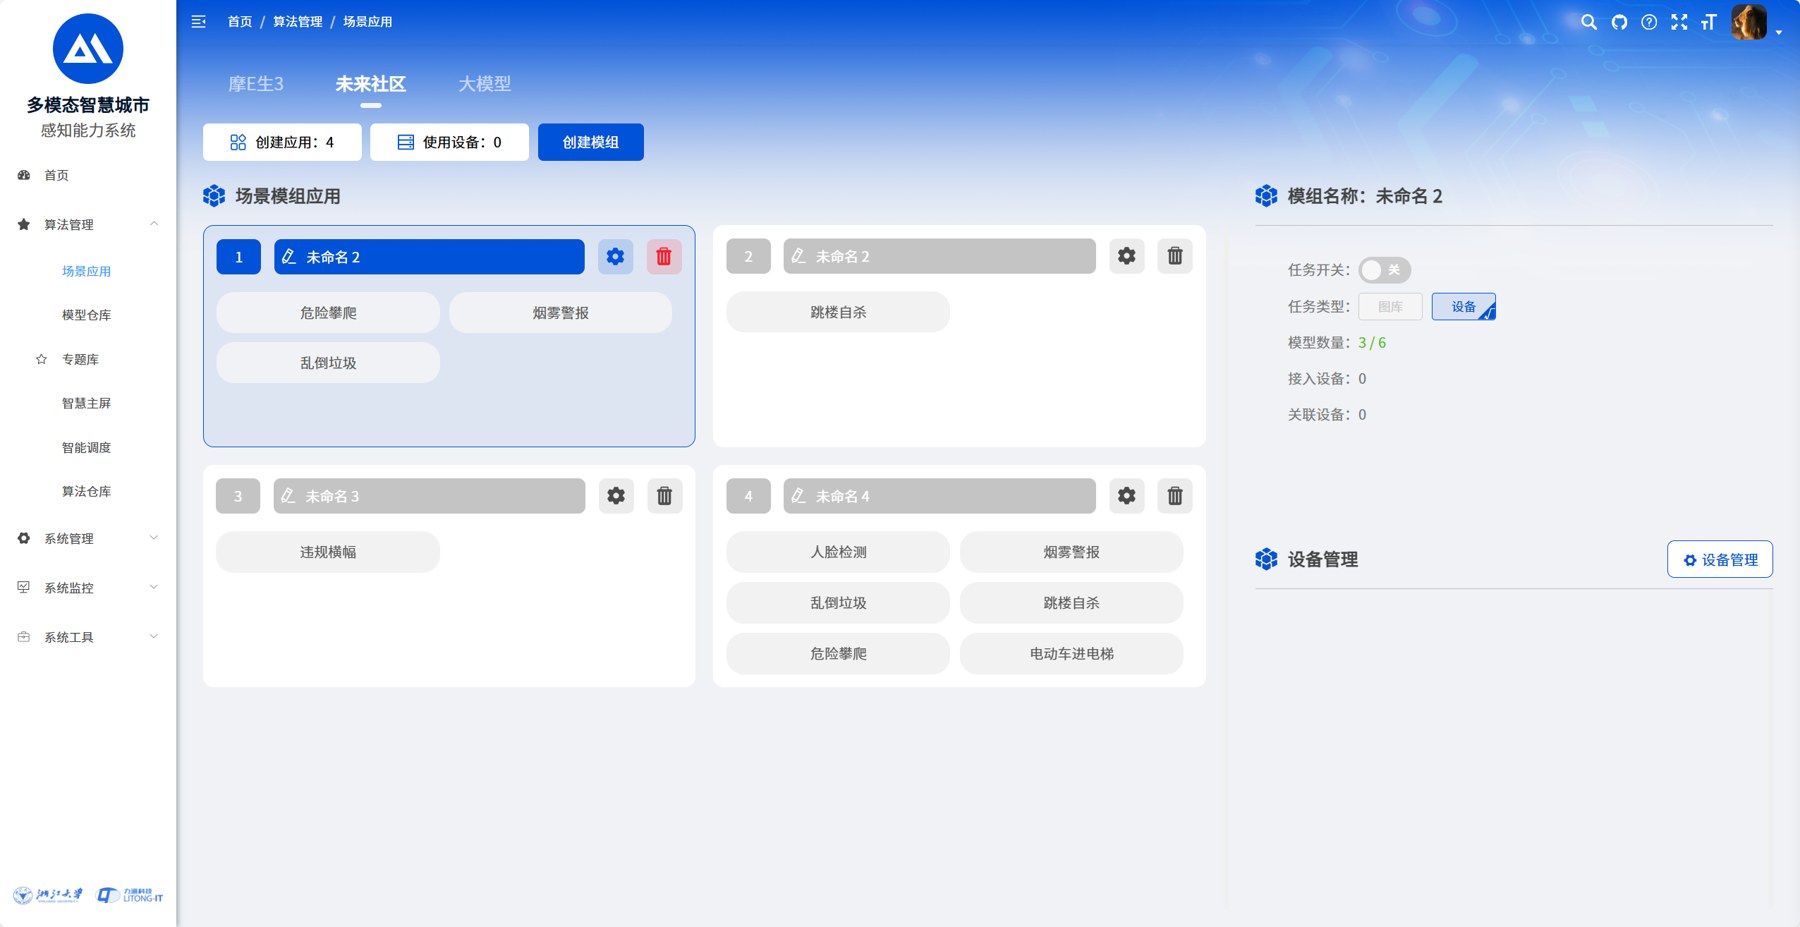 多模态智慧城市
感知能力系统
首页
算法管理
场景应用
模型仓库
专题库
智慧主屏
智能调度
算法仓库
系统管理
系统监控
系统工具
浙江大学
力通科技
LITONG-IT
首页 / 算法管理 / 场景应用
摩E生3 未来社区 大模型
创建应用：4 使用设备：0 创建模组
场景模组应用
1 未命名 2
危险攀爬 烟雾警报
乱倒垃圾
2 未命名 2
跳楼自杀
3 未命名 3
违规横幅
4 未命名 4
人脸检测 烟雾警报
乱倒垃圾 跳楼自杀
危险攀爬 电动车进电梯
模组名称：未命名 2
任务开关： 关
任务类型： 图库 设备
模型数量：3 / 6
接入设备：0
关联设备：0
设备管理 设备管理